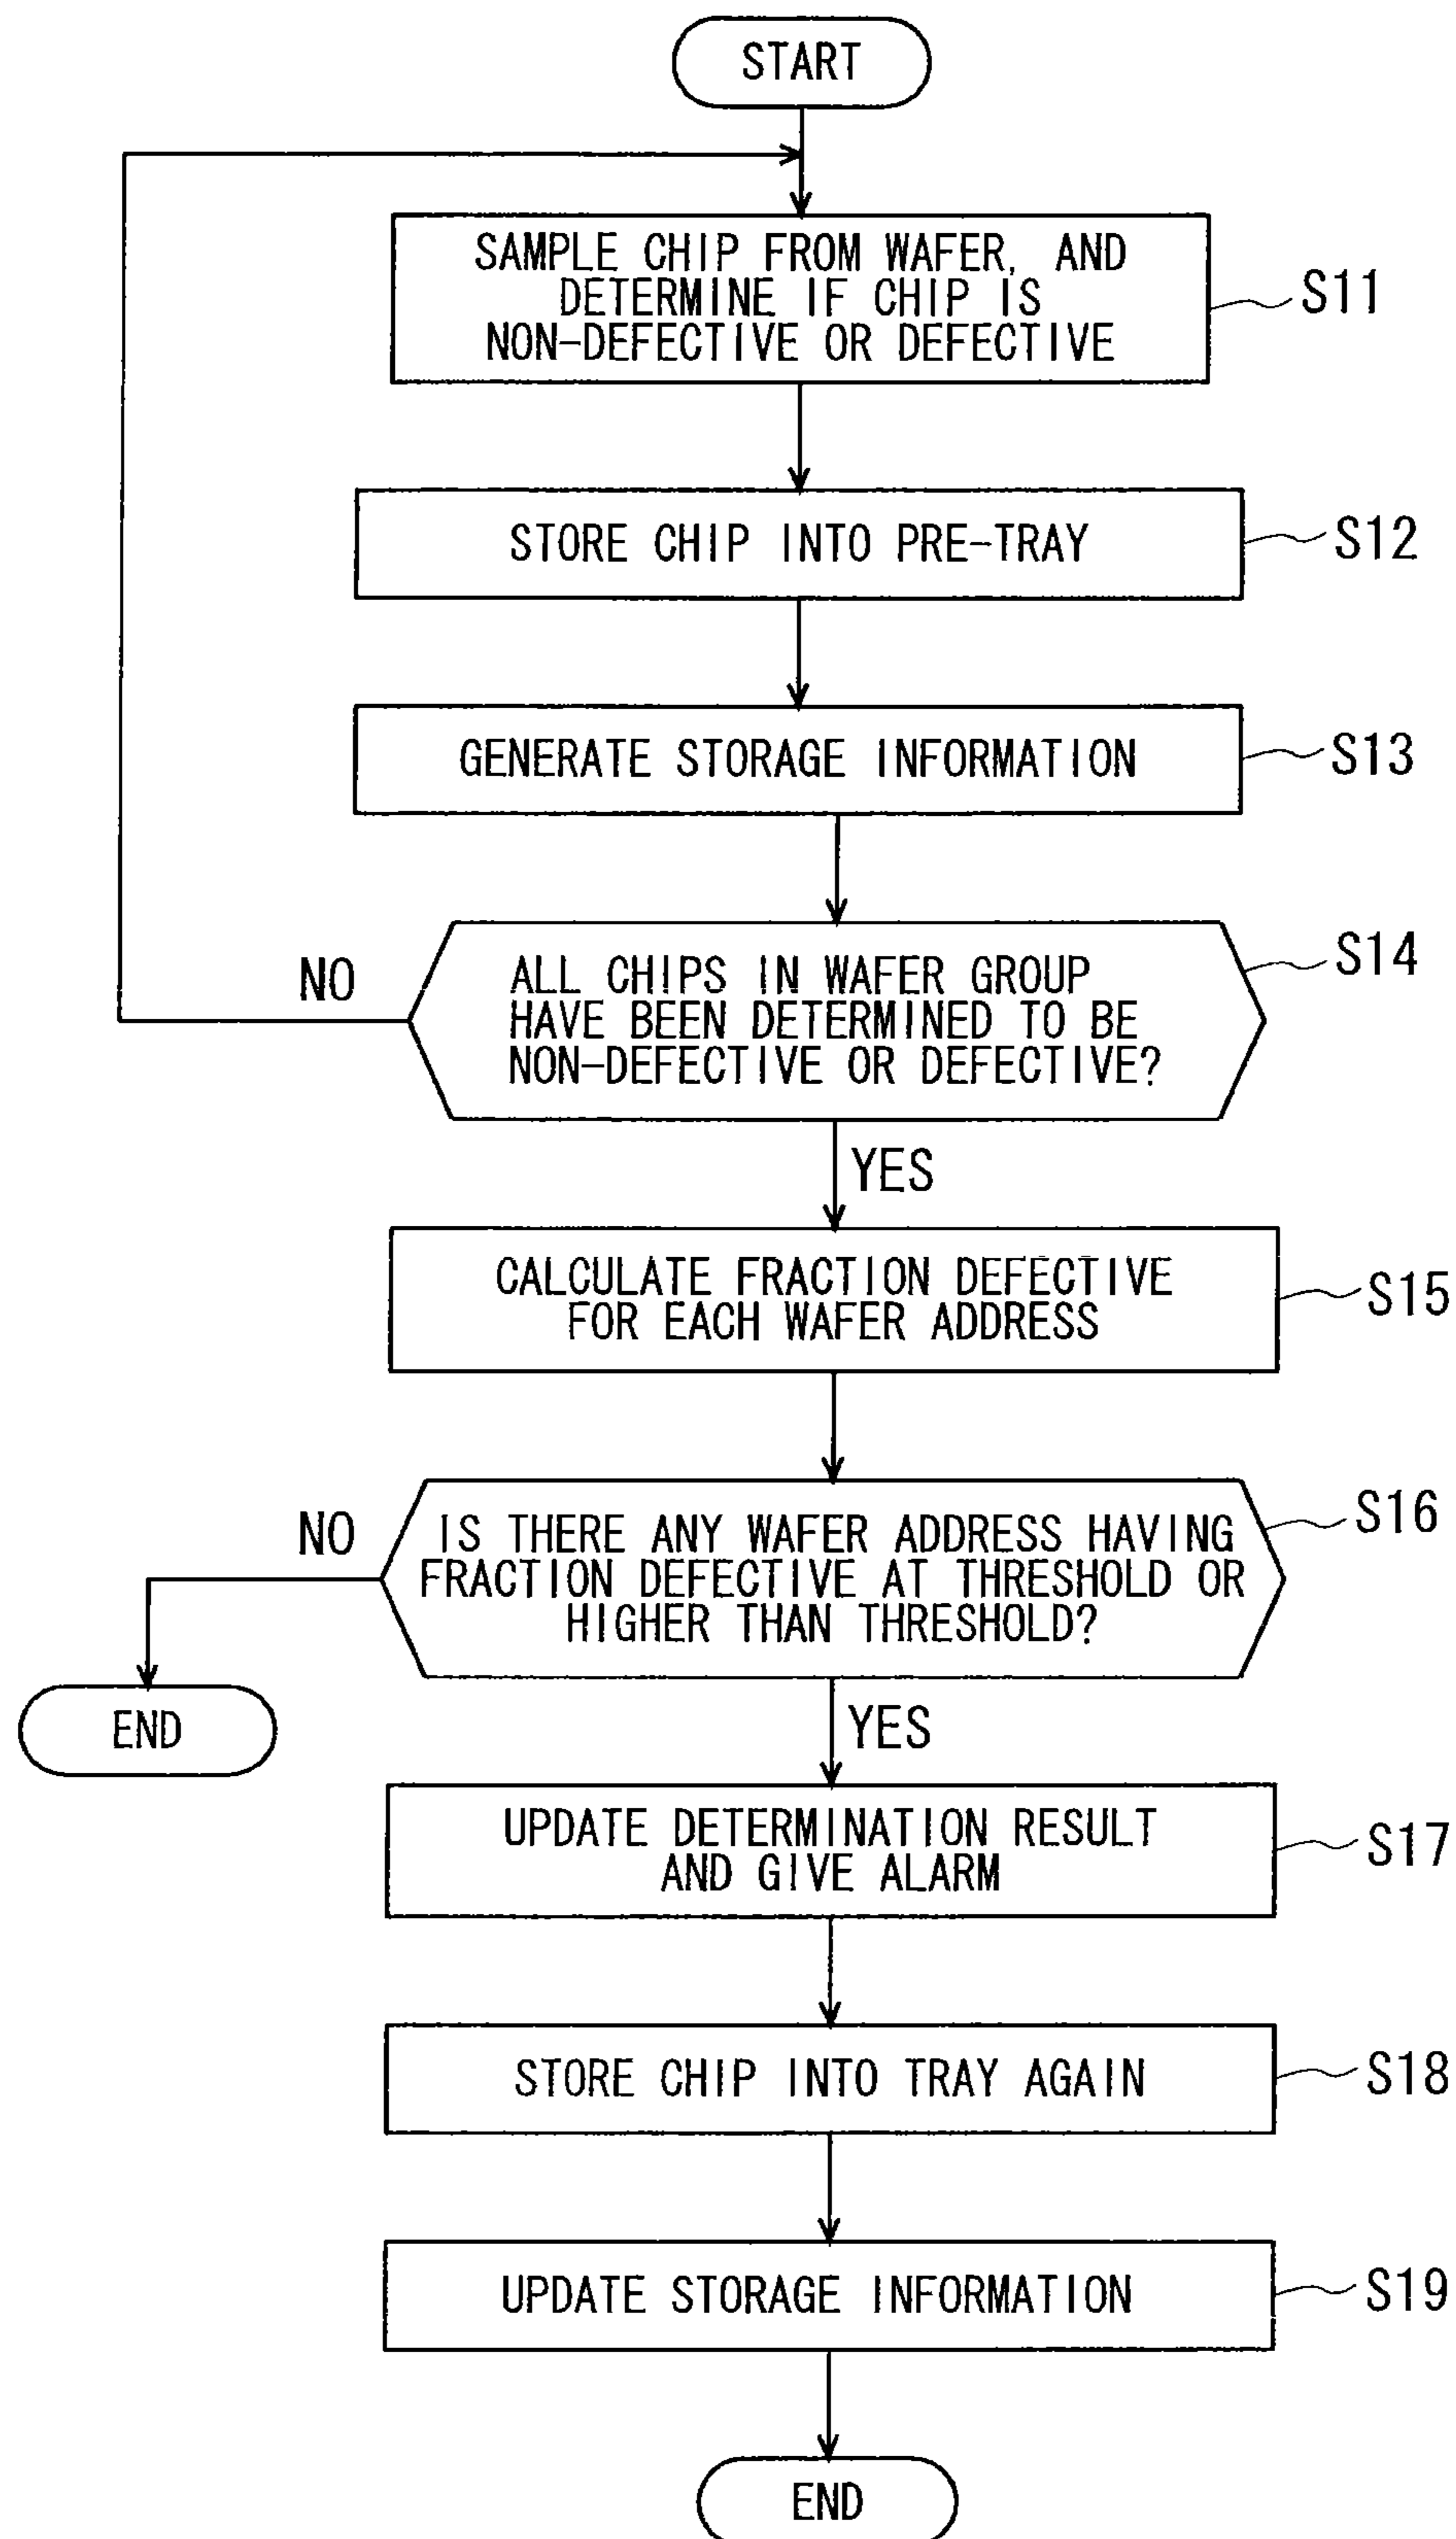 START
SAMPLE CHIP FROM WAFER, AND
DETERMINE IF CHIP IS
NON-DEFECTIVE OR DEFECTIVE
S11
STORE CHIP INTO PRE-TRAY
S12
GENERATE STORAGE INFORMATION
S13
NO
ALL CHIPS IN WAFER GROUP
HAVE BEEN DETERMINED TO BE
NON-DEFECTIVE OR DEFECTIVE?
S14
YES
CALCULATE FRACTION DEFECTIVE
FOR EACH WAFER ADDRESS
S15
NO
IS THERE ANY WAFER ADDRESS HAVING
FRACTION DEFECTIVE AT THRESHOLD OR
HIGHER THAN THRESHOLD?
S16
END
YES
UPDATE DETERMINATION RESULT
AND GIVE ALARM
S17
STORE CHIP INTO TRAY AGAIN
S18
UPDATE STORAGE INFORMATION
S19
END